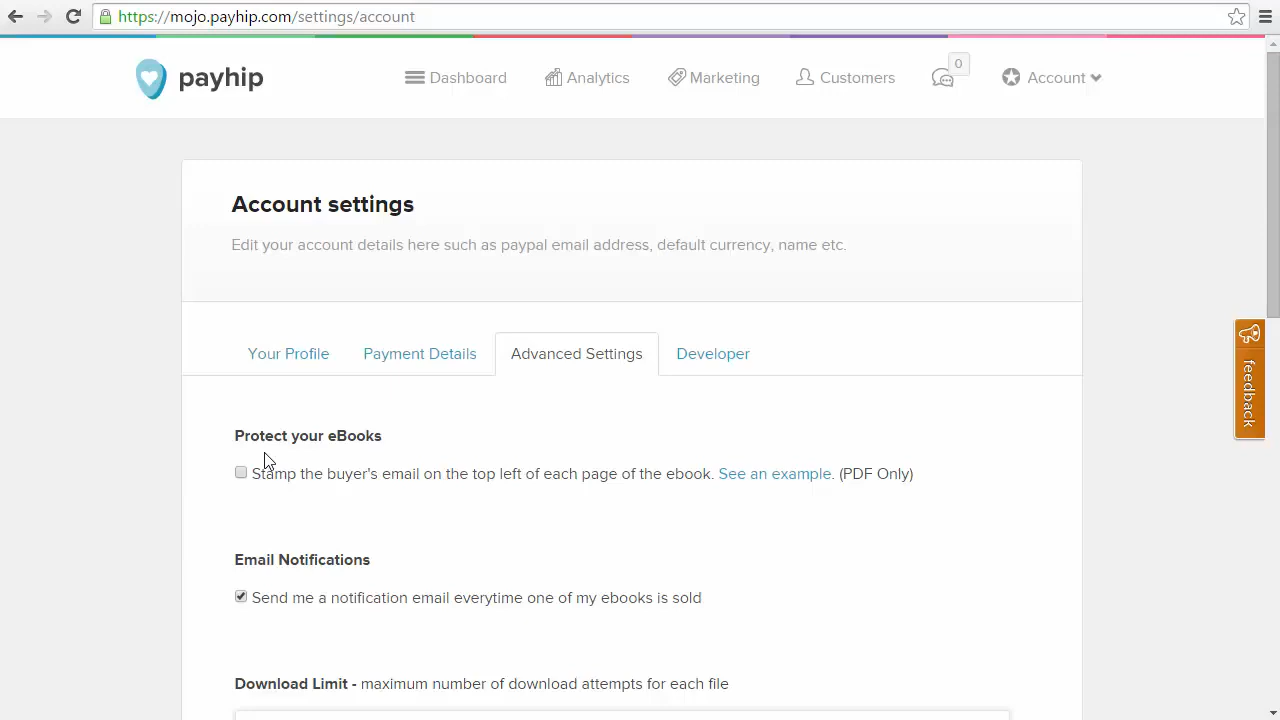 https://mojo.payhip.com/settings/account
payhip
Dashboard
Analytics
Marketing
Customers
0
Account
Account settings
Edit your account details here such as paypal email address, default currency, name etc.
Your Profile
Payment Details
Advanced Settings
Developer
feedback
Protect your eBooks
Stamp the buyer's email on the top left of each page of the ebook. See an example. (PDF Only)
Email Notifications
Send me a notification email everytime one of my ebooks is sold
Download Limit - maximum number of download attempts for each file